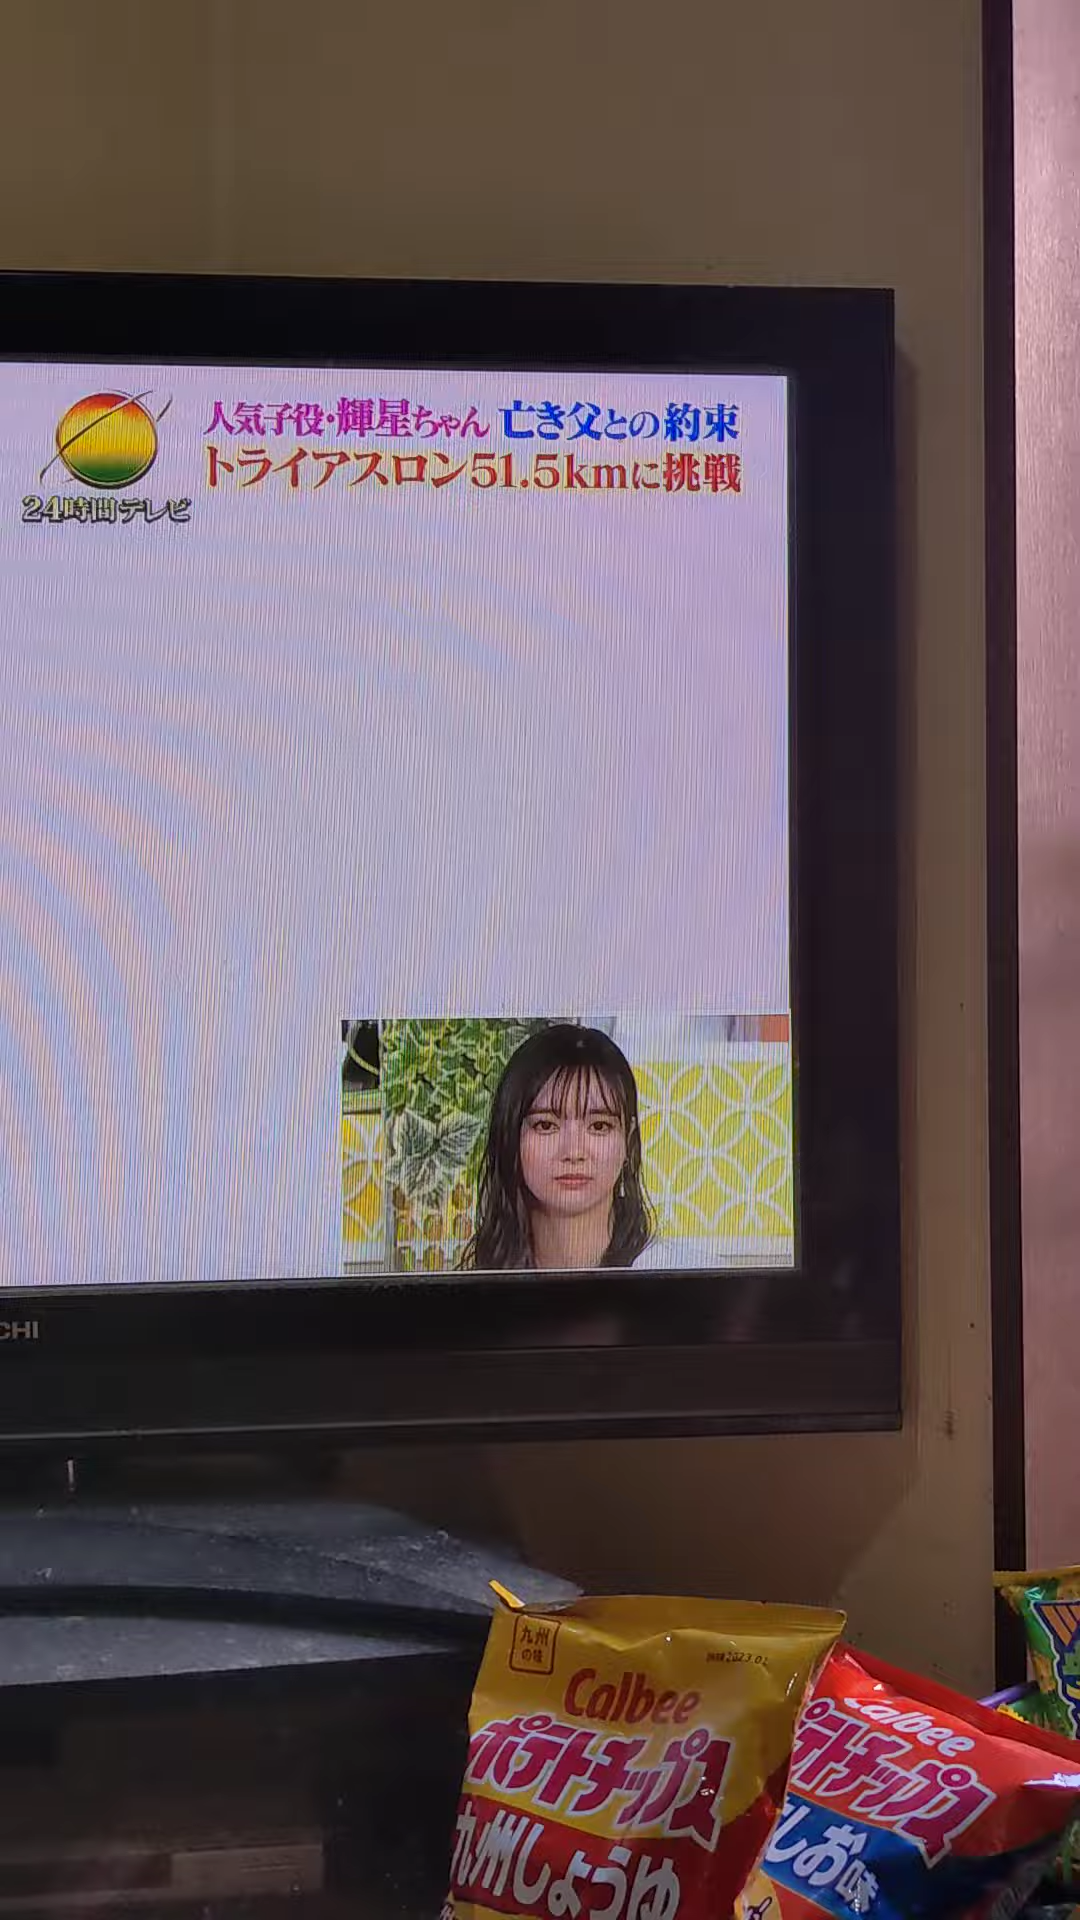 人気子役・輝星ちゃん 亡き父との約束
トライアスロン51.5kmに挑戦
24時間テレビ
CHI
九州
の味
2023.01
Calbee
ポテトチップス
九州しょうゆ
Calbee
ポテトチップス
しお味